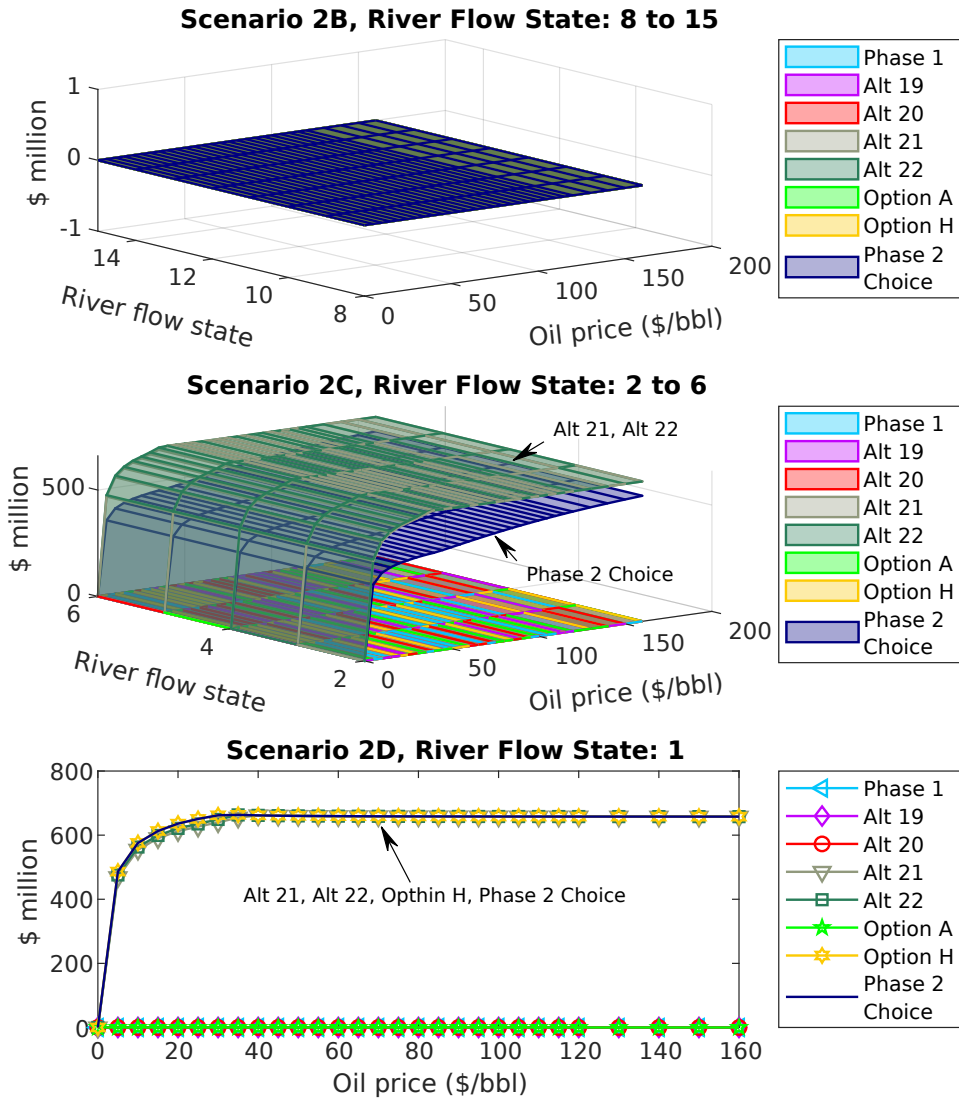 Scenario 2B, River Flow State: 8 to 15
1
0
-1
$ million
14
12
10
8
River flow state
0
50
100
150
200
Oil price ($/bbl)
Phase 1
Alt 19
Alt 20
Alt 21
Alt 22
Option A
Option H
Phase 2
Choice
Scenario 2C, River Flow State: 2 to 6
Alt 21, Alt 22
Phase 2 Choice
500
0
$ million
6
4
2
River flow state
0
50
100
150
200
Oil price ($/bbl)
Phase 1
Alt 19
Alt 20
Alt 21
Alt 22
Option A
Option H
Phase 2
Choice
Scenario 2D, River Flow State: 1
800
600
400
200
0
$ million
Alt 21, Alt 22, Opthin H, Phase 2 Choice
0
20
40
60
80
100
120
140
160
Oil price ($/bbl)
Phase 1
Alt 19
Alt 20
Alt 21
Alt 22
Option A
Option H
Phase 2
Choice